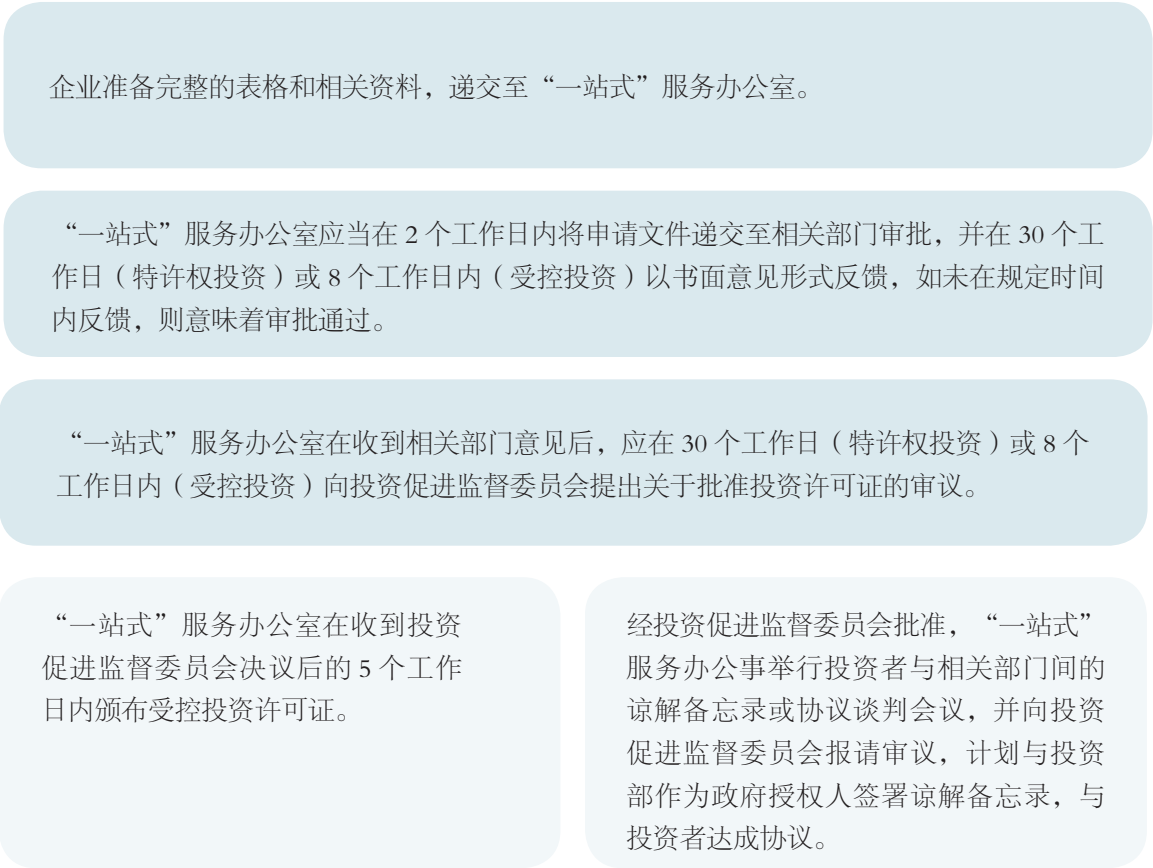 企业准备完整的表格和相关资料，递交至“一站式”服务办公室。
“一站式”服务办公室应当在 2 个工作日内将申请文件递交至相关部门审批，并在 30 个工
作日（特许权投资）或 8 个工作日内（受控投资）以书面意见形式反馈，如未在规定时间
内反馈，则意味着审批通过。
“一站式”服务办公室在收到相关部门意见后，应在 30 个工作日（特许权投资）或 8 个
工作日内（受控投资）向投资促进监督委员会提出关于批准投资许可证的审议。
“一站式”服务办公室在收到投资
促进监督委员会决议后的 5 个工作
日内颁布受控投资许可证。
经投资促进监督委员会批准，“一站式”
服务办公事举行投资者与相关部门间的
谅解备忘录或协议谈判会议，并向投资
促进监督委员会报请审议，计划与投资
部作为政府授权人签署谅解备忘录，与
投资者达成协议。